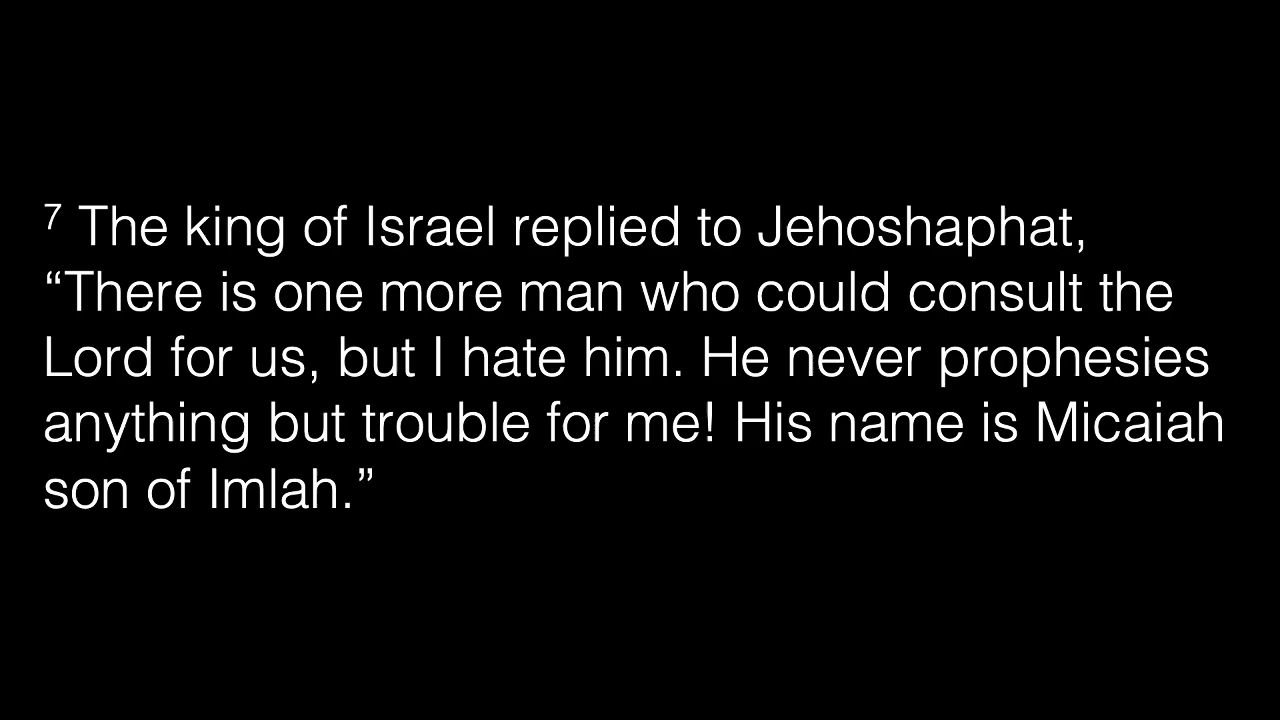 7 The king of Israel replied to Jehoshaphat,
“There is one more man who could consult the
Lord for us, but I hate him. He never prophesies
anything but trouble for me! His name is Micaiah
son of Imlah.”